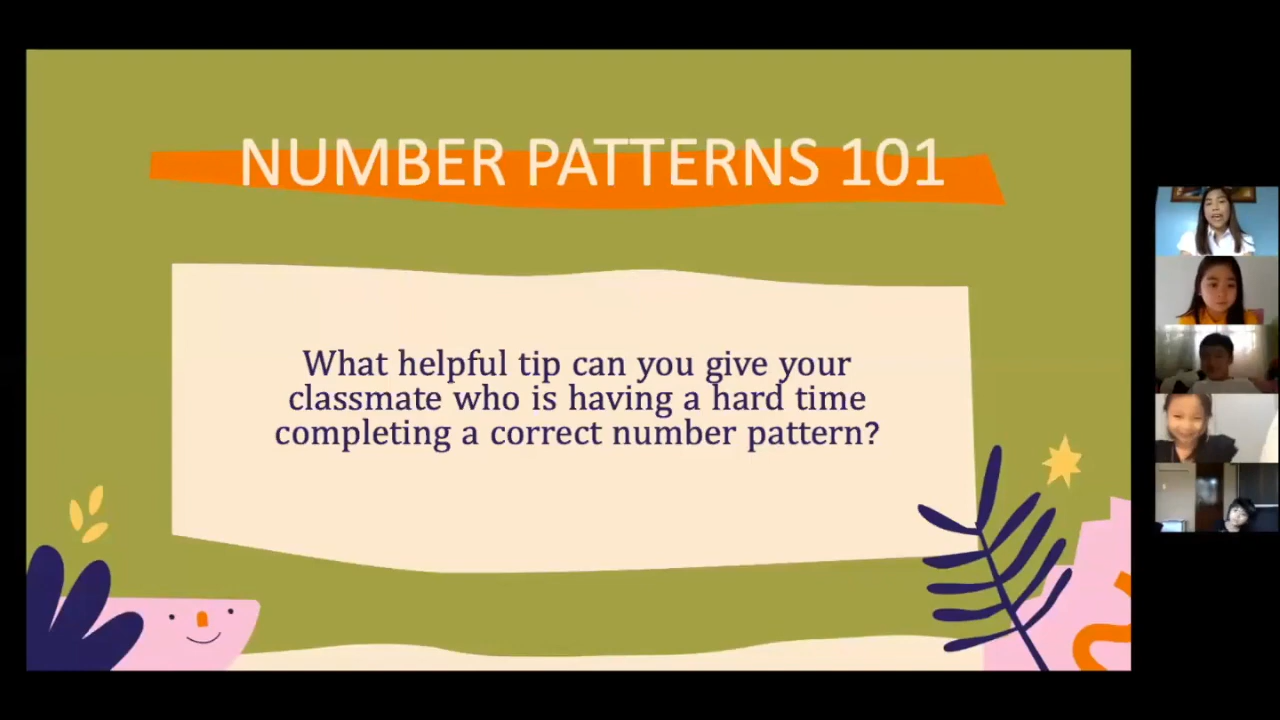 NUMBER PATTERNS 101
What helpful tip can you give your
classmate who is having a hard time
completing a correct number pattern?